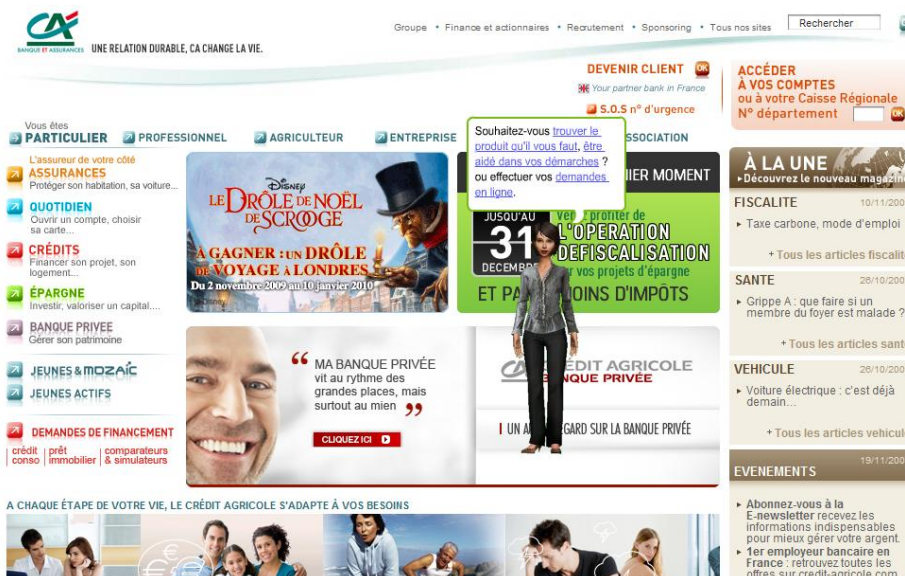 Groupe • Finance et actionnaires • Recrutement • Sponsoring • Tous nos sites
Rechercher
CA
BANQUE ET ASSURANCES
UNE RELATION DURABLE, CA CHANGE LA VIE.
DEVENIR CLIENT OK
Your partner bank in France
S.O.S n° d'urgence
ACCÉDER
À VOS COMPTES
ou à votre Caisse Régionale
N° département OK
Vous êtes
PARTICULIER
PROFESSIONNEL
AGRICULTEUR
ENTREPRISE
SSOCIATION
Souhaitez-vous trouver le
produit qu'il vous faut, être
aidé dans vos démarches ?
ou effectuer vos demandes
en ligne.
L'assureur de votre côté
ASSURANCES
Protéger son habitation, sa voiture...
QUOTIDIEN
Ouvrir un compte, choisir
sa carte...
CRÉDITS
Financer son projet, son
logement...
ÉPARGNE
Investir, valoriser un capital....
BANQUE PRIVEE
Gérer son patrimoine
JEUNES & MOZAÏC
JEUNES ACTIFS
DEMANDES DE FINANCEMENT
crédit
conso
prêt
immobilier
comparateurs
& simulateurs
Disney
LE DRÔLE DE NOËL
DE SCROOGE
À GAGNER : UN DRÔLE
DE VOYAGE À LONDRES
Du 2 novembre 2009 au 10 janvier 2010
©Disney
IER MOMENT
JUSQU'AU
31
DECEMBRE
profiter de
L'OPÉRATION
DÉFISCALISATION
vos projets d'épargne
ET PA OINS D'IMPÔTS
“ MA BANQUE PRIVÉE
vit au rythme des
grandes places, mais
surtout au mien ”
CLIQUEZ ICI
CRÉDIT AGRICOLE
BANQUE PRIVÉE
UN A EGARD SUR LA BANQUE PRIVÉE
À LA UNE
Découvrez le nouveau magazine
FISCALITE 10/11/200
Taxe carbone, mode d'emploi
+ Tous les articles fiscalit
SANTE 26/10/200
Grippe A : que faire si un
membre du foyer est malade ?
+ Tous les articles sant
VEHICULE 26/10/200
Voiture électrique : c'est déjà
demain...
+ Tous les articles vehicul
19/11/200
EVENEMENTS
Abonnez-vous à la
E-newsletter recevez les
informations indispensables
pour mieux gérer votre argent.
1er employeur bancaire en
France : retrouvez toutes les
offres sur credit-agricole.com
A CHAQUE ÉTAPE DE VOTRE VIE, LE CRÉDIT AGRICOLE S'ADAPTE À VOS BESOINS